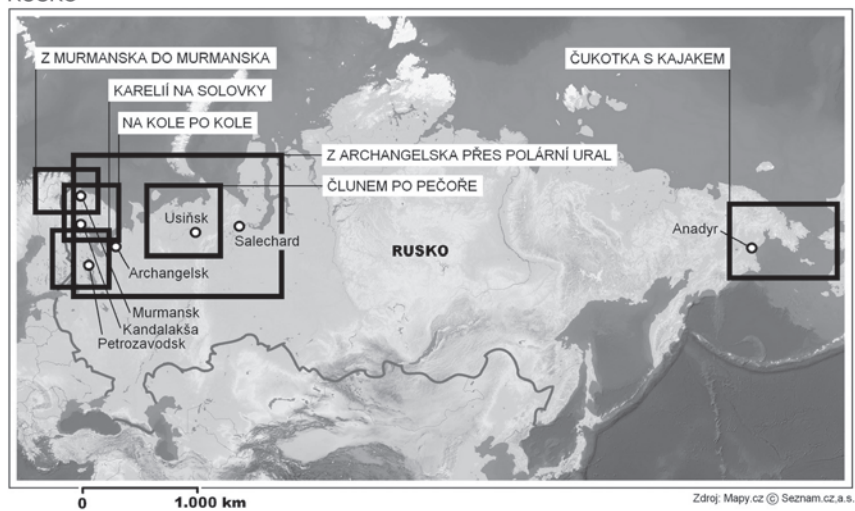 RUSKO
Z MURMANSKA DO MURMANSKA
ČUKOTKA S KAJAKEM
KARELIÍ NA SOLOVKY
NA KOLE PO KOLE
Z ARCHANGELSKA PŘES POLÁRNÍ URAL
ČLUNEM PO PEČOŘE
Usiňsk
Salechard
RUSKO
Anadyr
Archangelsk
Murmansk
Kandalakša
Petrozavodsk
0 1.000 km
Zdroj: Mapy.cz © Seznam.cz,a.s.